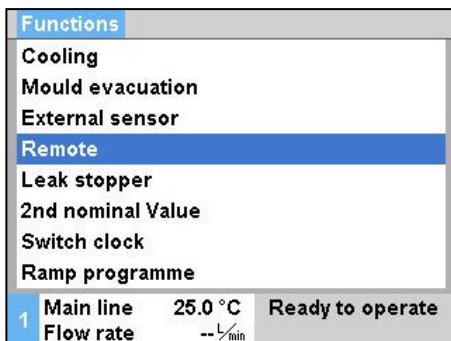 Functions
Cooling
Mould evacuation
External sensor
Remote
Leak stopper
2nd nominal Value
Switch clock
Ramp programme
1 Main line 25.0 °C Ready to operate
Flow rate -- L/min